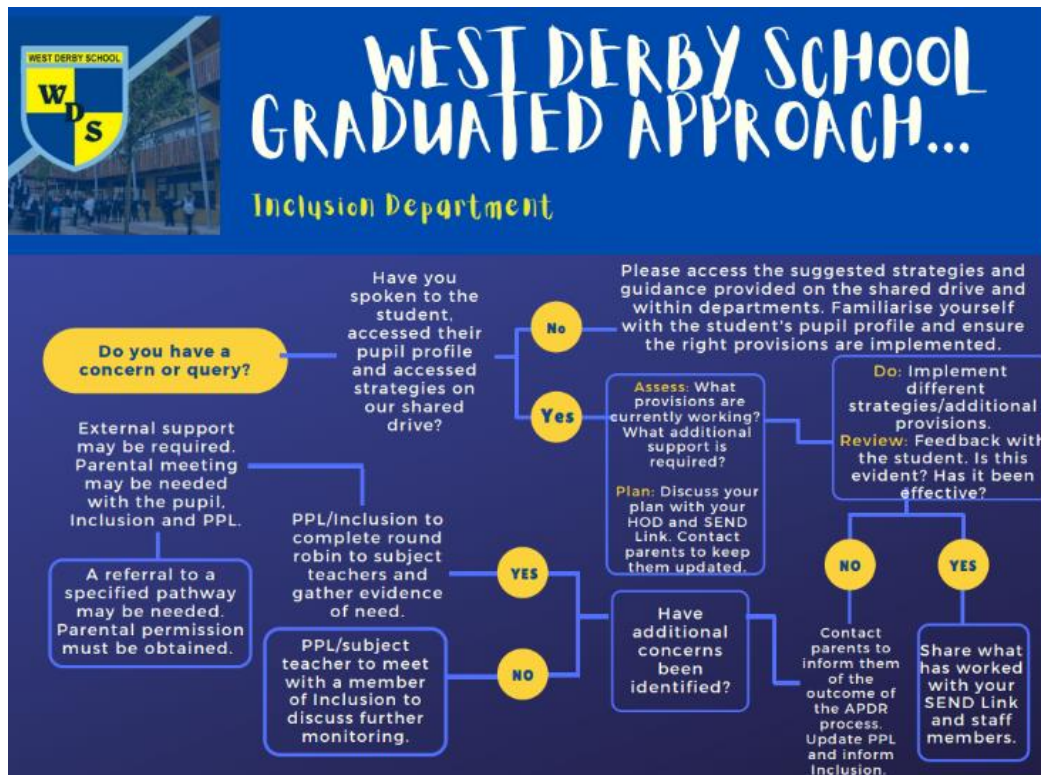 WEST DERBY SCHOOL
W
D
S
WEST DERBY SCHOOL
GRADUATED APPROACH...
Inclusion Department
Do you have a
concern or query?
Have you
spoken to the
student,
accessed their
pupil profile
and accessed
strategies on
our shared
drive?
No
Please access the suggested strategies and
guidance provided on the shared drive and
within departments. Familiarise yourself
with the student's pupil profile and ensure
the right provisions are implemented.
Yes
Assess: What
provisions are
currently working?
What additional
support is
required?
Plan: Discuss your
plan with your
HOD and SEND
Link. Contact
parents to keep
them updated.
Do: Implement
different
strategies/additional
provisions.
Review: Feedback with
the student. Is this
evident? Has it been
effective?
NO
YES
Contact
parents to
inform them
of the
outcome of
the APDR
process.
Update PPL
and inform
Inclusion.
Share what
has worked
with your
SEND Link
and staff
members.
Have
additional
concerns
been
identified?
YES
NO
PPL/Inclusion to
complete round
robin to subject
teachers and
gather evidence
of need.
PPL/subject
teacher to meet
with a member
of Inclusion to
discuss further
monitoring.
External support
may be required.
Parental meeting
may be needed
with the pupil,
Inclusion and PPL.
A referral to a
specified pathway
may be needed.
Parental permission
must be obtained.